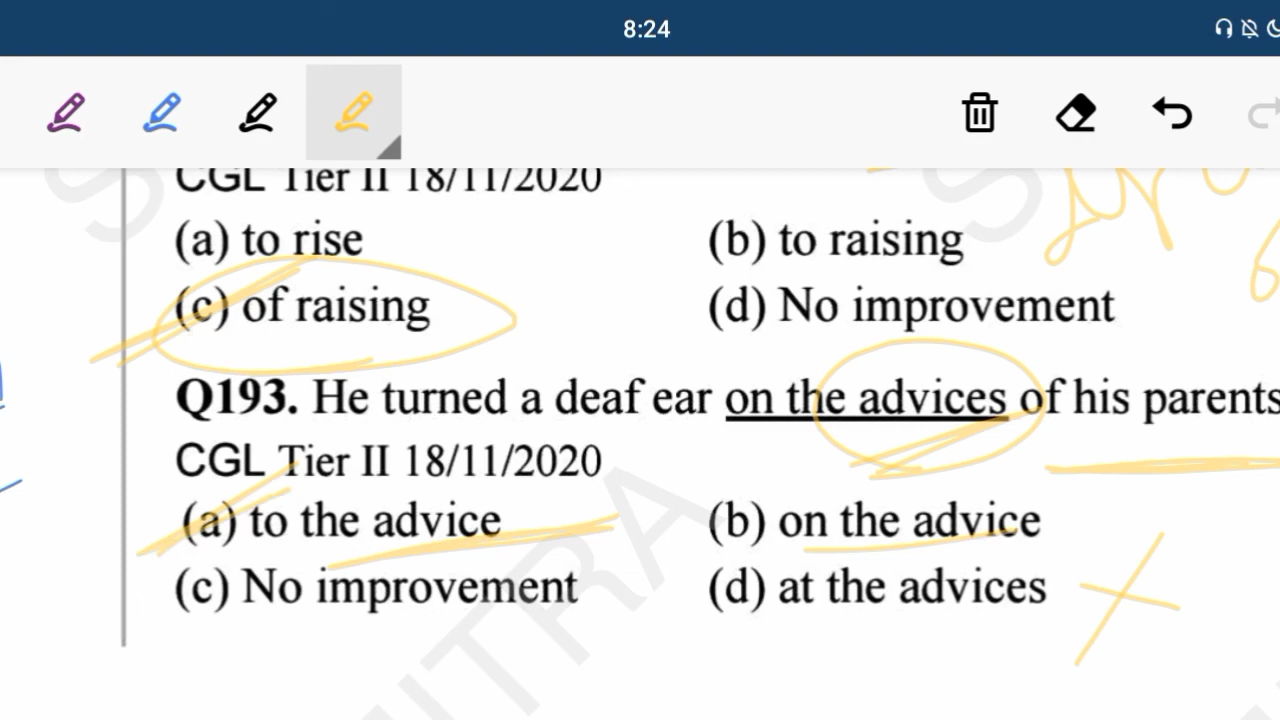 8:24
CGL Tier II 18/11/2020
(a) to rise (b) to raising
(c) of raising (d) No improvement
Q193. He turned a deaf ear on the advices of his parents
CGL Tier II 18/11/2020
(a) to the advice (b) on the advice
(c) No improvement (d) at the advices